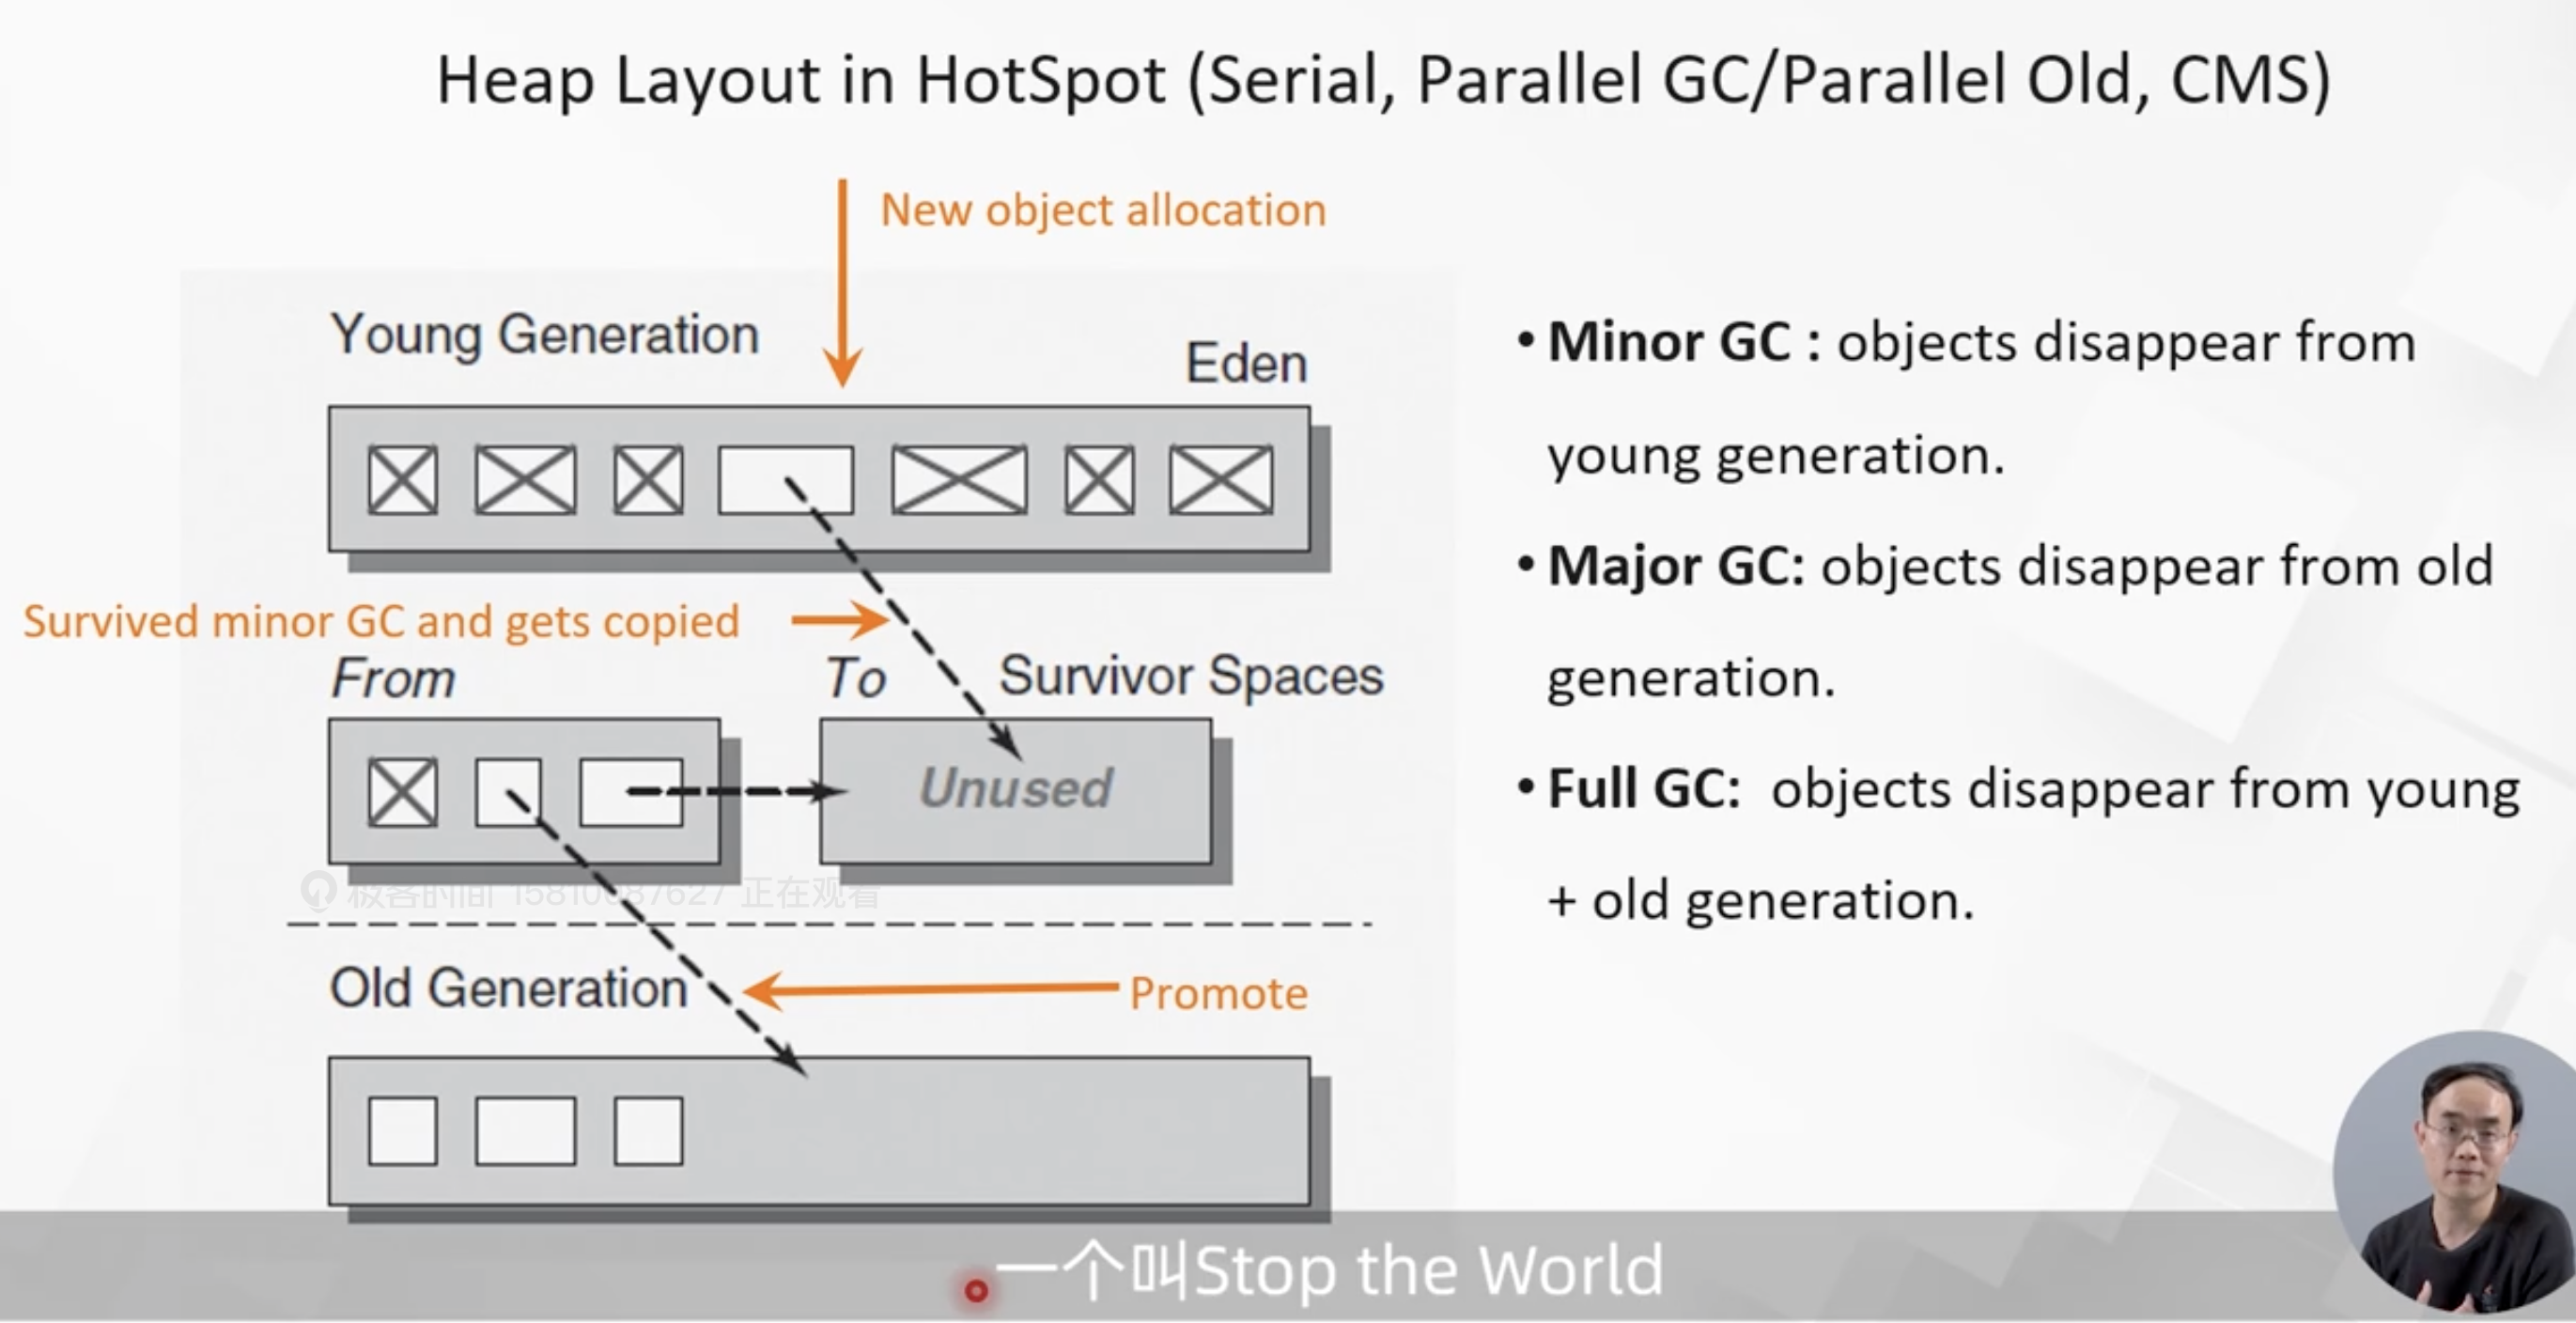 Heap Layout in HotSpot (Serial, Parallel GC/Parallel Old, CMS)
New object allocation
Young Generation
Eden
Survived minor GC and gets copied
From
To
Survivor Spaces
Unused
极客时间 正在观看
Old Generation
Promote
• Minor GC : objects disappear from
young generation.
• Major GC: objects disappear from old
generation.
• Full GC: objects disappear from young
+ old generation.
一个叫Stop the World